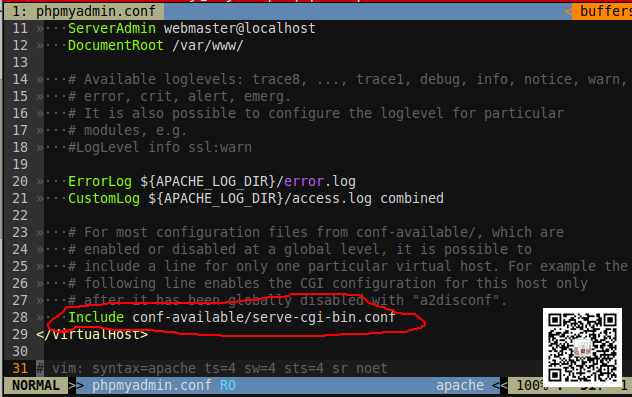 1: phpmyadmin.conf < buffers
11 »···ServerAdmin webmaster@localhost
12 »···DocumentRoot /var/www/
13
14 »···# Available loglevels: trace8, ..., trace1, debug, info, notice, warn,
15 »···# error, crit, alert, emerg.
16 »···# It is also possible to configure the loglevel for particular
17 »···# modules, e.g.
18 »···#LogLevel info ssl:warn
19
20 »···ErrorLog ${APACHE_LOG_DIR}/error.log
21 »···CustomLog ${APACHE_LOG_DIR}/access.log combined
22
23 »···# For most configuration files from conf-available/, which are
24 »···# enabled or disabled at a global level, it is possible to
25 »···# include a line for only one particular virtual host. For example the
26 »···# following line enables the CGI configuration for this host only
27 »···# after it has been globally disabled with "a2disconf".
28 »···Include conf-available/serve-cgi-bin.conf
29 </VirtualHost>
30
31 # vim: syntax=apache ts=4 sw=4 sts=4 sr noet
NORMAL >> phpmyadmin.conf RO apache << 100% 1